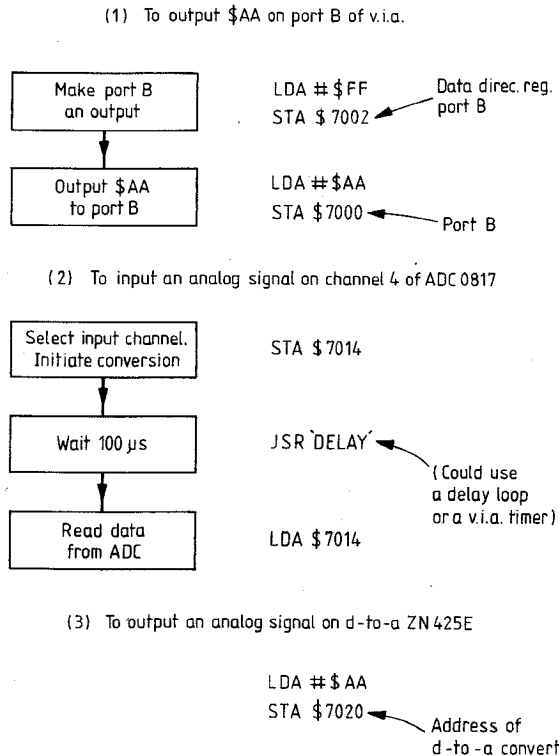 (1) To output $AA on port B of v.i.a.
Make port B
an output
LDA # $FF
STA $7002
Data direc. reg.
port B
Output $AA
to port B
LDA #$AA
STA $7000
Port B
(2) To input an analog signal on channel 4 of ADC 0817
Select input channel.
Initiate conversion
STA $7014
Wait 100 µs
JSR 'DELAY'
(Could use
a delay loop
or a v.i.a. timer)
Read data
from ADC
LDA $7014
(3) To output an analog signal on d-to-a ZN 425E
LDA #$AA
STA $7020
Address of
d-to-a convert